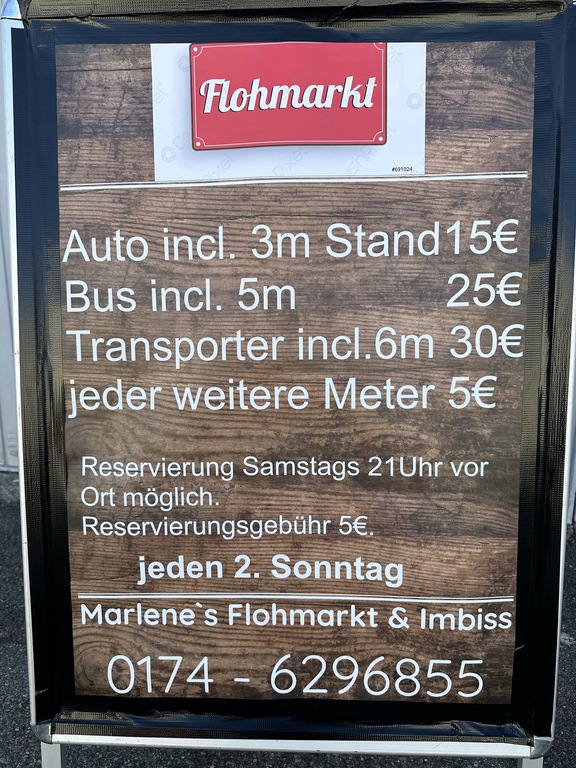 Flohmarkt
#691024
Auto incl. 3m Stand15€
Bus incl. 5m 25€
Transporter incl.6m 30€
jeder weitere Meter 5€
Reservierung Samstags 21Uhr vor
Ort möglich.
Reservierungsgebühr 5€.
jeden 2. Sonntag
Marlene`s Flohmarkt & Imbiss
0174 - 6296855